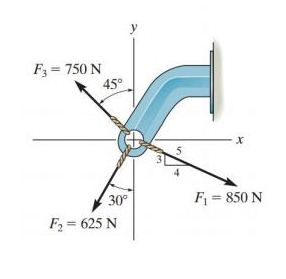 y
F₃ = 750 N
45°
x
3 5
4
30°
F₁ = 850 N
F₂ = 625 N